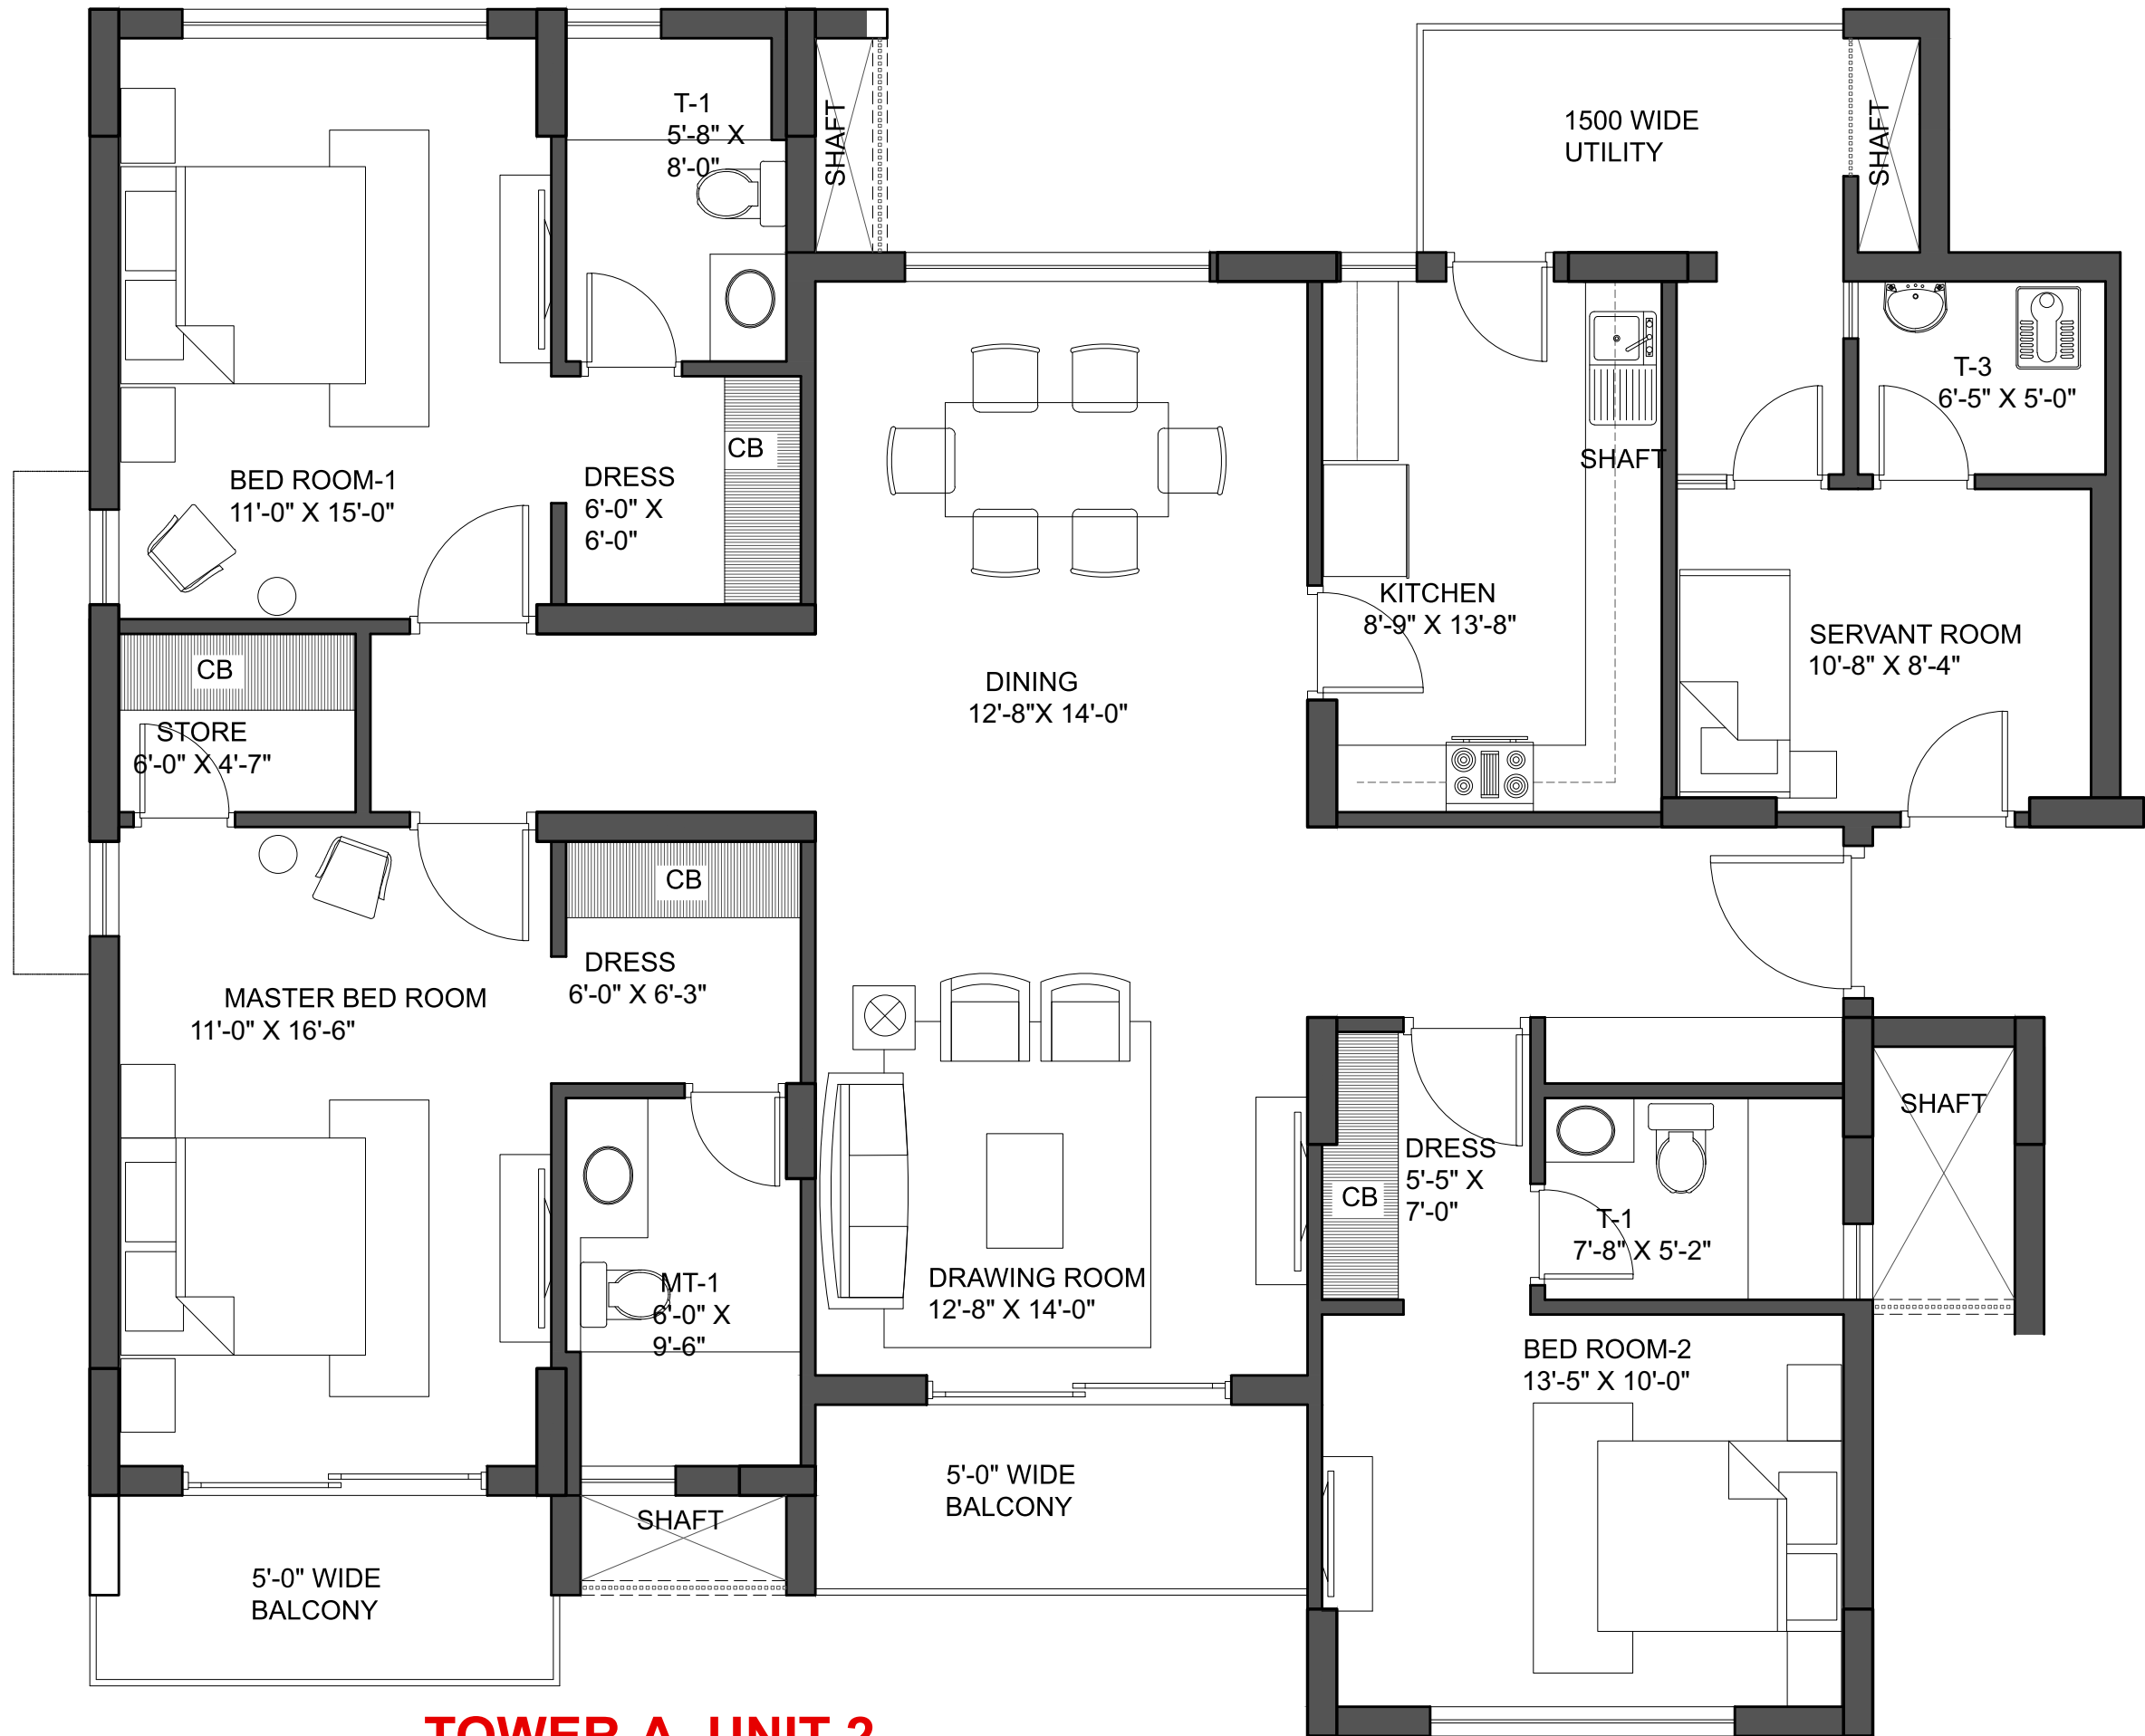 T-1
5'-8" X
8'-0"
SHAFT
1500 WIDE
UTILITY
SHAFT
T-3
6'-5" X 5'-0"
CB
SHAFT
BED ROOM-1
11'-0" X 15'-0"
DRESS
6'-0" X
6'-0"
KITCHEN
8'-9" X 13'-8"
SERVANT ROOM
10'-8" X 8'-4"
CB
DINING
12'-8"X 14'-0"
STORE
6'-0" X 4'-7"
CB
DRESS
6'-0" X 6'-3"
MASTER BED ROOM
11'-0" X 16'-6"
SHAFT
DRESS
5'-5" X
7'-0"
CB
T-1
7'-8" X 5'-2"
MT-1
6'-0" X
9'-6"
DRAWING ROOM
12'-8" X 14'-0"
BED ROOM-2
13'-5" X 10'-0"
5'-0" WIDE
BALCONY
SHAFT
5'-0" WIDE
BALCONY
TOWER-A, UNIT-2